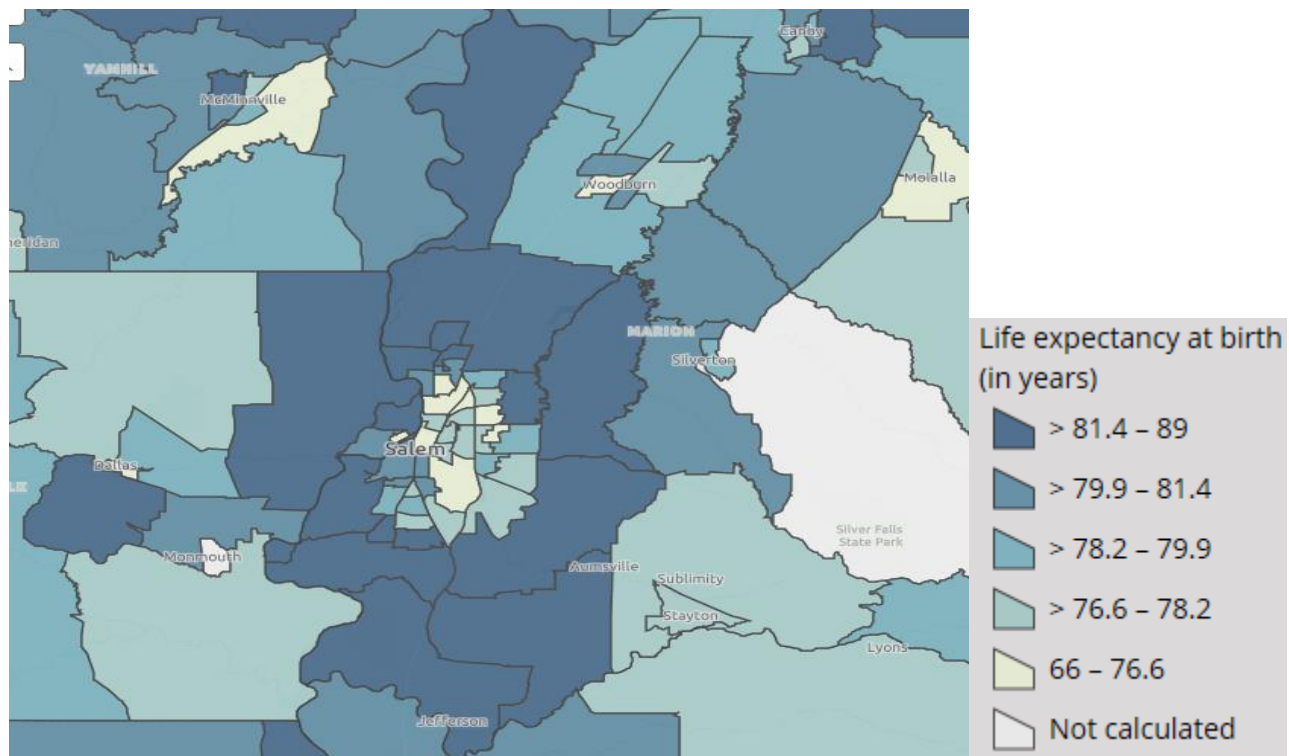 Canby
YAMHILL
McMinnville
Woodburn
Molalla
eridan
MARION
Silverton
Salem
Dallas
LE
Silver Falls
State Park
Monmouth
Aumsville
Sublimity
Stayton
Lyons
Jefferson
Life expectancy at birth
(in years)
> 81.4 – 89
> 79.9 – 81.4
> 78.2 – 79.9
> 76.6 – 78.2
66 – 76.6
Not calculated